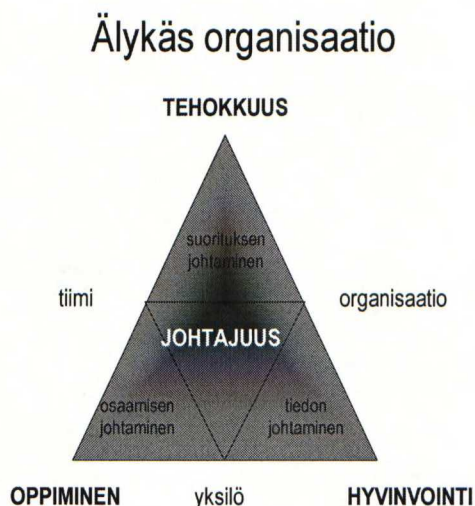 Älykäs organisaatio
TEHOKKUUS
suorituksen
johtaminen
tiimi
organisaatio
JOHTAJUUS
osaamisen
johtaminen
tiedon
johtaminen
OPPIMINEN
yksilö
HYVINVOINTI